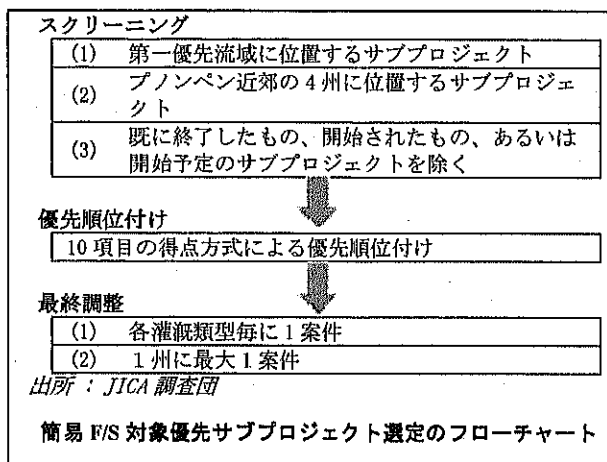 スクリーニング
(1) 第一優先流域に位置するサブプロジェクト
(2) プノンペン近郊の4州に位置するサブプロジェ
クト
(3) 既に終了したもの、開始されたもの、あるいは
開始予定のサブプロジェクトを除く
優先順位付け
10項目の得点方式による優先順位付け
最終調整
(1) 各灌漑類型毎に1案件
(2) 1州に最大1案件
出所 : JICA 調査団
簡易 F/S 対象優先サブプロジェクト選定のフローチャート